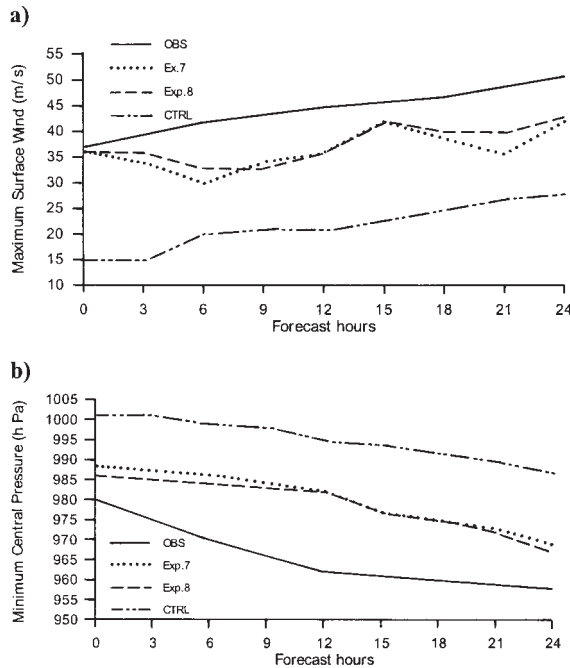 a)
OBS
Ex.7
Exp.8
CTRL
Maximum Surface Wind (m/s)
55
50
45
40
35
30
25
20
15
10
0 3 6 9 12 15 18 21 24
Forecast hours
b)
Minimum Central Pressure (h Pa)
1005
1000
995
990
985
980
975
970
965
960
955
950
OBS
Exp.7
Exp.8
CTRL
0 3 6 9 12 15 18 21 24
Forecast hours